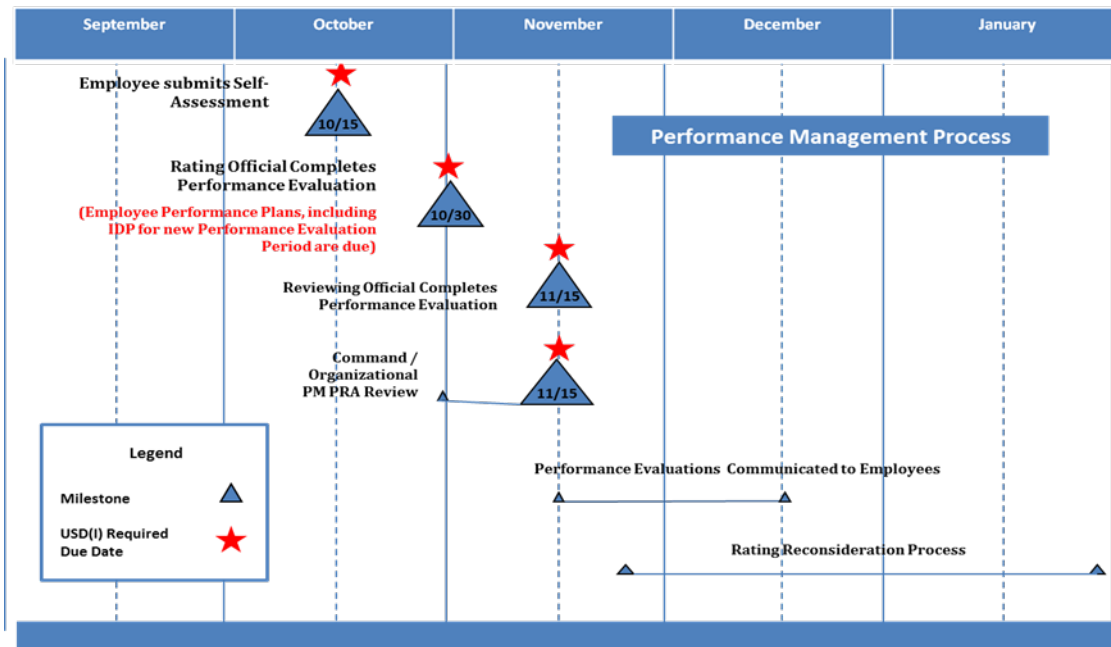 September
October
November
December
January
Employee submits Self-
Assessment
10/15
Performance Management Process
Rating Official Completes
Performance Evaluation
10/30
(Employee Performance Plans, including
IDP for new Performance Evaluation
Period are due)
Reviewing Official Completes
Performance Evaluation
11/15
Command /
Organizational
PM PRA Review
11/15
Legend
Milestone
USD(I) Required
Due Date
Performance Evaluations Communicated to Employees
Rating Reconsideration Process